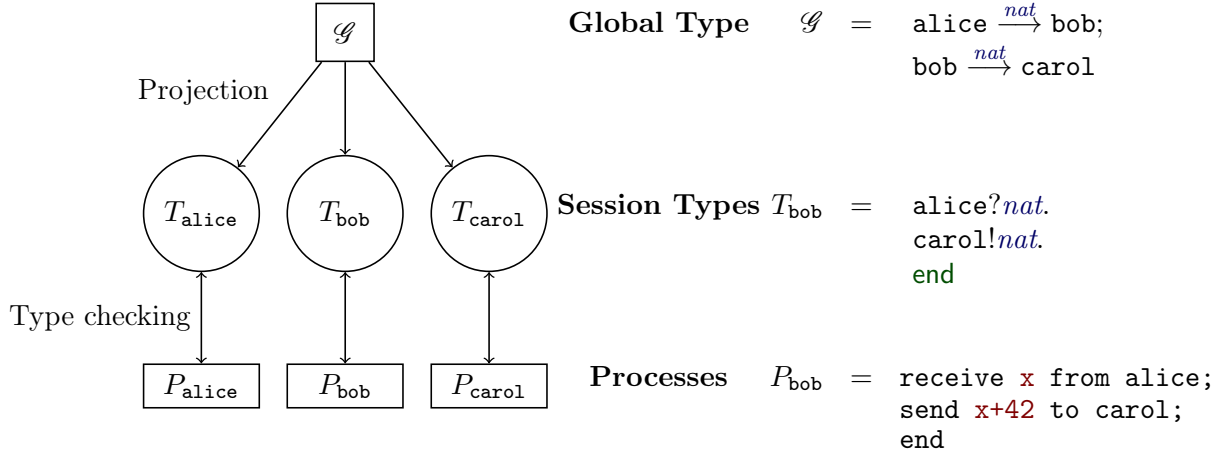 𝒢 Global Type 𝒢 = alice —nat→ bob;
bob —nat→ carol
Projection
T_alice T_bob T_carol Session Types T_bob = alice?nat.
carol!nat.
end
Type checking
P_alice P_bob P_carol Processes P_bob = receive x from alice;
send x+42 to carol;
end